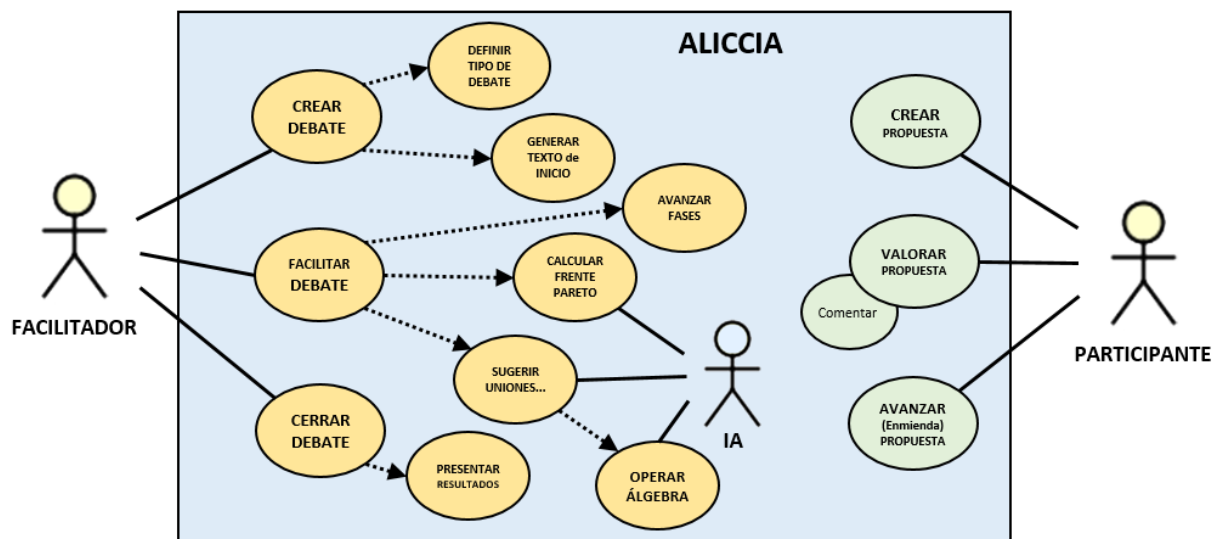 ALICCIA
DEFINIR
TIPO DE
DEBATE
CREAR
DEBATE
GENERAR
TEXTO de
INICIO
AVANZAR
FASES
FACILITAR
DEBATE
CALCULAR
FRENTE
PARETO
SUGERIR
UNIONES...
CERRAR
DEBATE
PRESENTAR
RESULTADOS
OPERAR
ÁLGEBRA
IA
FACILITADOR
CREAR
PROPUESTA
VALORAR
PROPUESTA
Comentar
AVANZAR
(Enmienda)
PROPUESTA
PARTICIPANTE